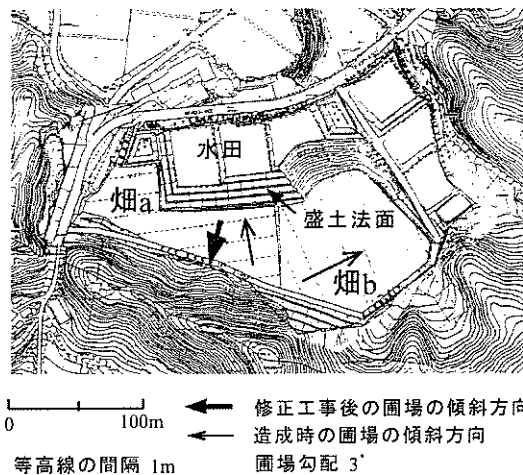 水田
畑a
盛土法面
畑b
0 100m
修正工事後の圃場の傾斜方向
造成時の圃場の傾斜方向
等高線の間隔 1m
圃場勾配 3°